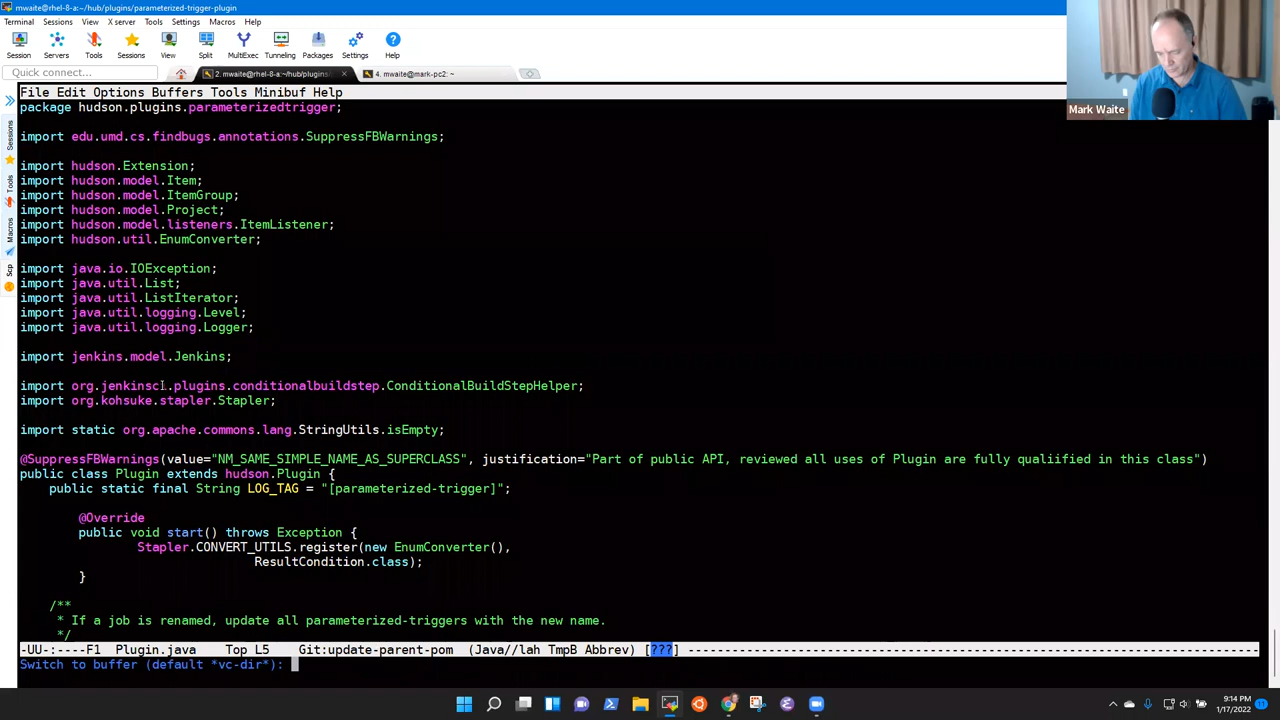 mwaite@rhel-8-a:~/hub/plugins/parameterized-trigger-plugin
Terminal Sessions View X server Tools Settings Macros Help
Session Servers Tools Sessions View Split MultiExec Tunneling Packages Settings Help
Quick connect...
2. mwaite@rhel-8-a:~/hub/plugins/
4. mwaite@mark-pc2: ~
Mark Waite
Sessions
Tools
Macros
Scp
File Edit Options Buffers Tools Minibuf Help
package hudson.plugins.parameterizedtrigger;
import edu.umd.cs.findbugs.annotations.SuppressFBWarnings;
import hudson.Extension;
import hudson.model.Item;
import hudson.model.ItemGroup;
import hudson.model.Project;
import hudson.model.listeners.ItemListener;
import hudson.util.EnumConverter;
import java.io.IOException;
import java.util.List;
import java.util.ListIterator;
import java.util.logging.Level;
import java.util.logging.Logger;
import jenkins.model.Jenkins;
import org.jenkinsci.plugins.conditionalbuildstep.ConditionalBuildStepHelper;
import org.kohsuke.stapler.Stapler;
import static org.apache.commons.lang.StringUtils.isEmpty;
@SuppressFBWarnings(value="NM_SAME_SIMPLE_NAME_AS_SUPERCLASS", justification="Part of public API, reviewed all uses of Plugin are fully qualiified in this class")
public class Plugin extends hudson.Plugin {
public static final String LOG_TAG = "[parameterized-trigger]";
@Override
public void start() throws Exception {
Stapler.CONVERT_UTILS.register(new EnumConverter(),
ResultCondition.class);
}
/**
* If a job is renamed, update all parameterized-triggers with the new name.
*/
-UU-:----F1 Plugin.java Top L5 Git:update-parent-pom (Java//lah TmpB Abbrev) [???] ------------------------------------------------------------------------------
Switch to buffer (default *vc-dir*):
9:14 PM
1/17/2022